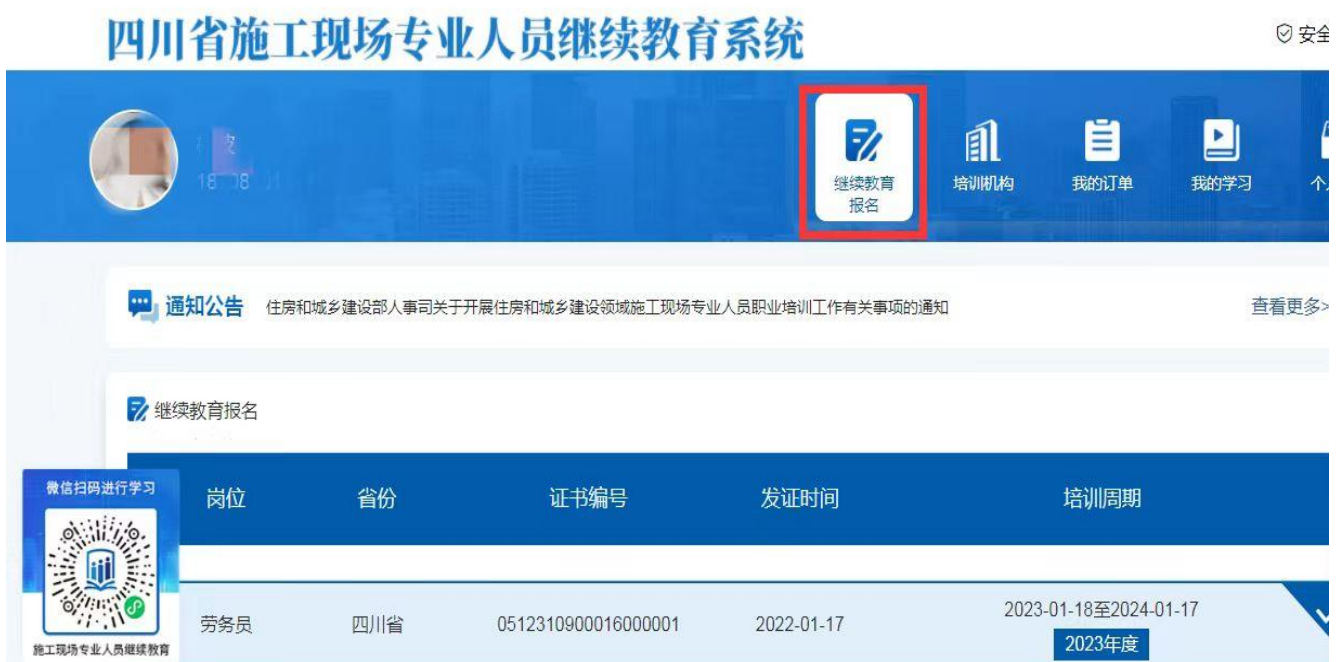 四川省施工现场专业人员继续教育系统
安全
继续教育
报名
培训机构
我的订单
我的学习
通知公告 住房和城乡建设部人事司关于开展住房和城乡建设领域施工现场专业人员职业培训工作有关事项的通知 查看更多>
继续教育报名
微信扫码进行学习
岗位 省份 证书编号 发证时间 培训周期
劳务员 四川省 0512310900016000001 2022-01-17 2023-01-18至2024-01-17
2023年度
施工现场专业人员继续教育